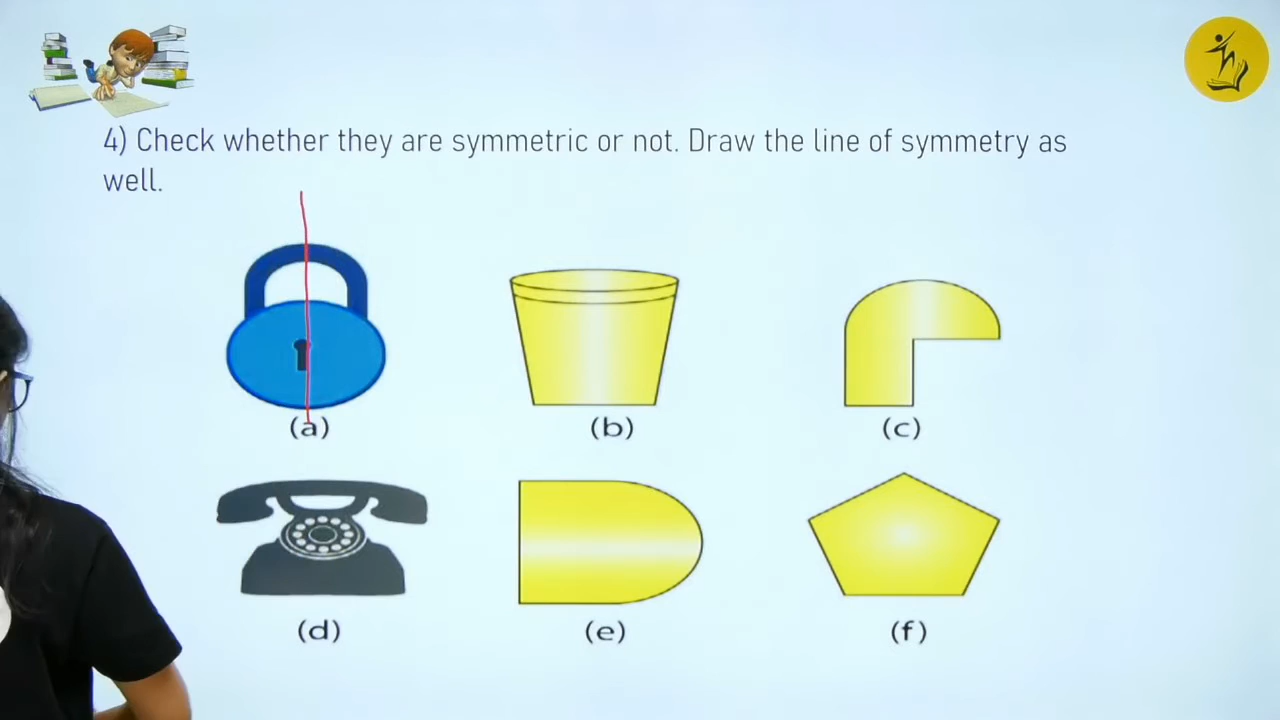 4) Check whether they are symmetric or not. Draw the line of symmetry as
well.
(a)
(b)
(c)
(d)
(e)
(f)